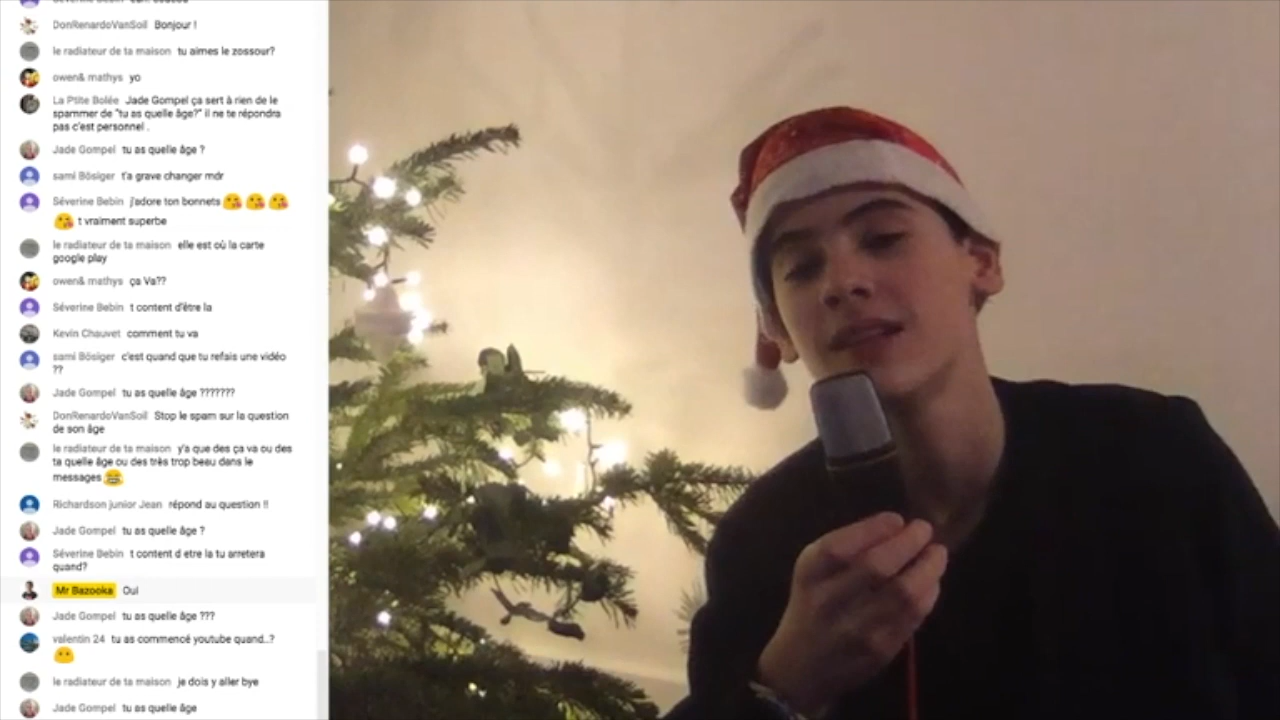 DonRenardoVanSoil Bonjour !
le radiateur de ta maison tu aimes le zossour?
owen& mathys yo
La Ptite Bolée Jade Gompel ça sert à rien de le
spammer de "tu as quelle âge?" il ne te répondra
pas c'est personnel .
Jade Gompel tu as quelle âge ?
sami Bösiger t'a grave changer mdr
Séverine Bebin j'adore ton bonnets 😘 😘 😘
😘 t vraiment superbe
le radiateur de ta maison elle est où la carte
google play
owen& mathys ça Va??
Séverine Bebin t content d'être la
Kevin Chauvet comment tu va
sami Bösiger c'est quand que tu refais une vidéo
??
Jade Gompel tu as quelle âge ???????
DonRenardoVanSoil Stop le spam sur la question
de son âge
le radiateur de ta maison y'a que des ça va ou des
ta quelle âge ou des très trop beau dans le
messages 😂
Richardson junior Jean répond au question !!
Jade Gompel tu as quelle âge ?
Séverine Bebin t content d etre la tu arretera
quand?
Mr Bazooka Oui
Jade Gompel tu as quelle âge ???
valentin 24 tu as commencé youtube quand..?
😶
le radiateur de ta maison je dois y aller bye
Jade Gompel tu as quelle âge